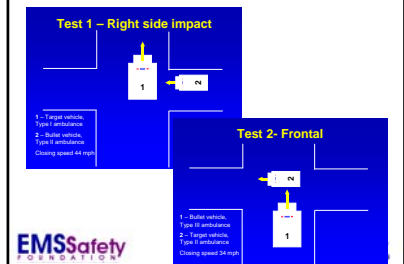 Test 1 – Right side impact
1
2
1 – Target vehicle,
Type I ambulance
2 – Bullet vehicle,
Type II ambulance
Closing speed 44 mph
Test 2- Frontal
2
1
1 – Bullet vehicle,
Type III ambulance
2 – Target vehicle,
Type II ambulance
Closing speed 34 mph
EMSSafety
FOUNDATION